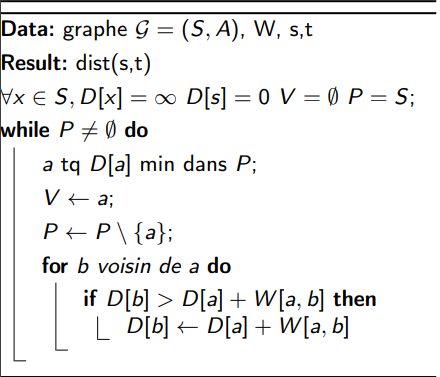 Data: graphe 𝒢 = (S, A), W, s,t
Result: dist(s,t)
∀x ∈ S, D[x] = ∞ D[s] = 0 V = ∅ P = S;
while P ≠ ∅ do
a tq D[a] min dans P;
V ← a;
P ← P \ {a};
for b voisin de a do
if D[b] > D[a] + W[a, b] then
D[b] ← D[a] + W[a, b]